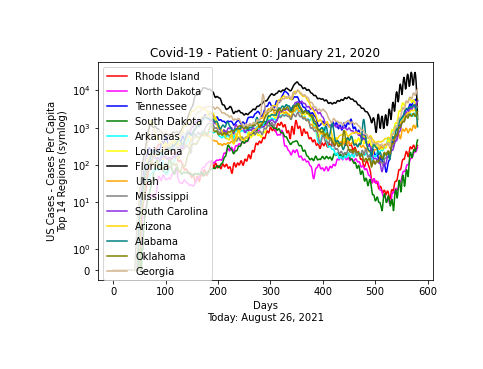 Covid-19 - Patient 0: January 21, 2020
US Cases - Cases Per Capita
Top 14 Regions (symlog)
10⁴
10³
10²
10¹
10⁰
0
Rhode Island
North Dakota
Tennessee
South Dakota
Arkansas
Louisiana
Florida
Utah
Mississippi
South Carolina
Arizona
Alabama
Oklahoma
Georgia
0 100 200 300 400 500 600
Days
Today: August 26, 2021